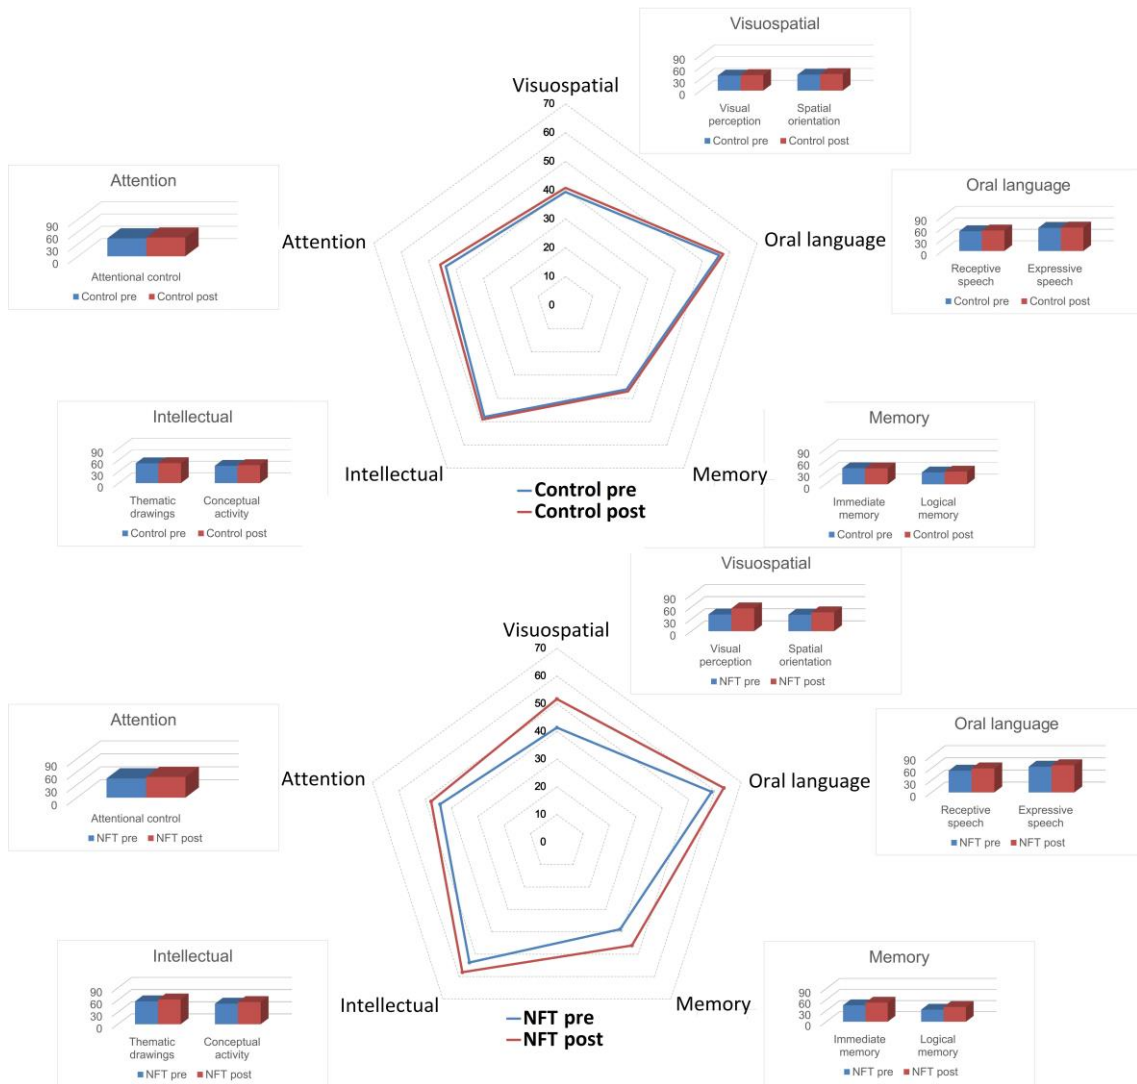 Visuospatial
90
60
30
0
Visual perception
Spatial orientation
Control pre
Control post
Visuospatial
70
60
50
40
30
20
10
0
Attention
90
60
30
0
Attentional control
Control pre
Control post
Attention
Oral language
Oral language
90
60
30
0
Receptive speech
Expressive speech
Control pre
Control post
Intellectual
90
60
30
0
Thematic drawings
Conceptual activity
Control pre
Control post
Intellectual
Memory
Control pre
Control post
Memory
90
60
30
0
Immediate memory
Logical memory
Control pre
Control post
Visuospatial
90
60
30
0
Visual perception
Spatial orientation
NFT pre
NFT post
Visuospatial
70
60
50
40
30
20
10
0
Attention
90
60
30
0
Attentional control
NFT pre
NFT post
Attention
Oral language
Oral language
90
60
30
0
Receptive speech
Expressive speech
NFT pre
NFT post
Intellectual
90
60
30
0
Thematic drawings
Conceptual activity
NFT pre
NFT post
Intellectual
Memory
NFT pre
NFT post
Memory
90
60
30
0
Immediate memory
Logical memory
NFT pre
NFT post